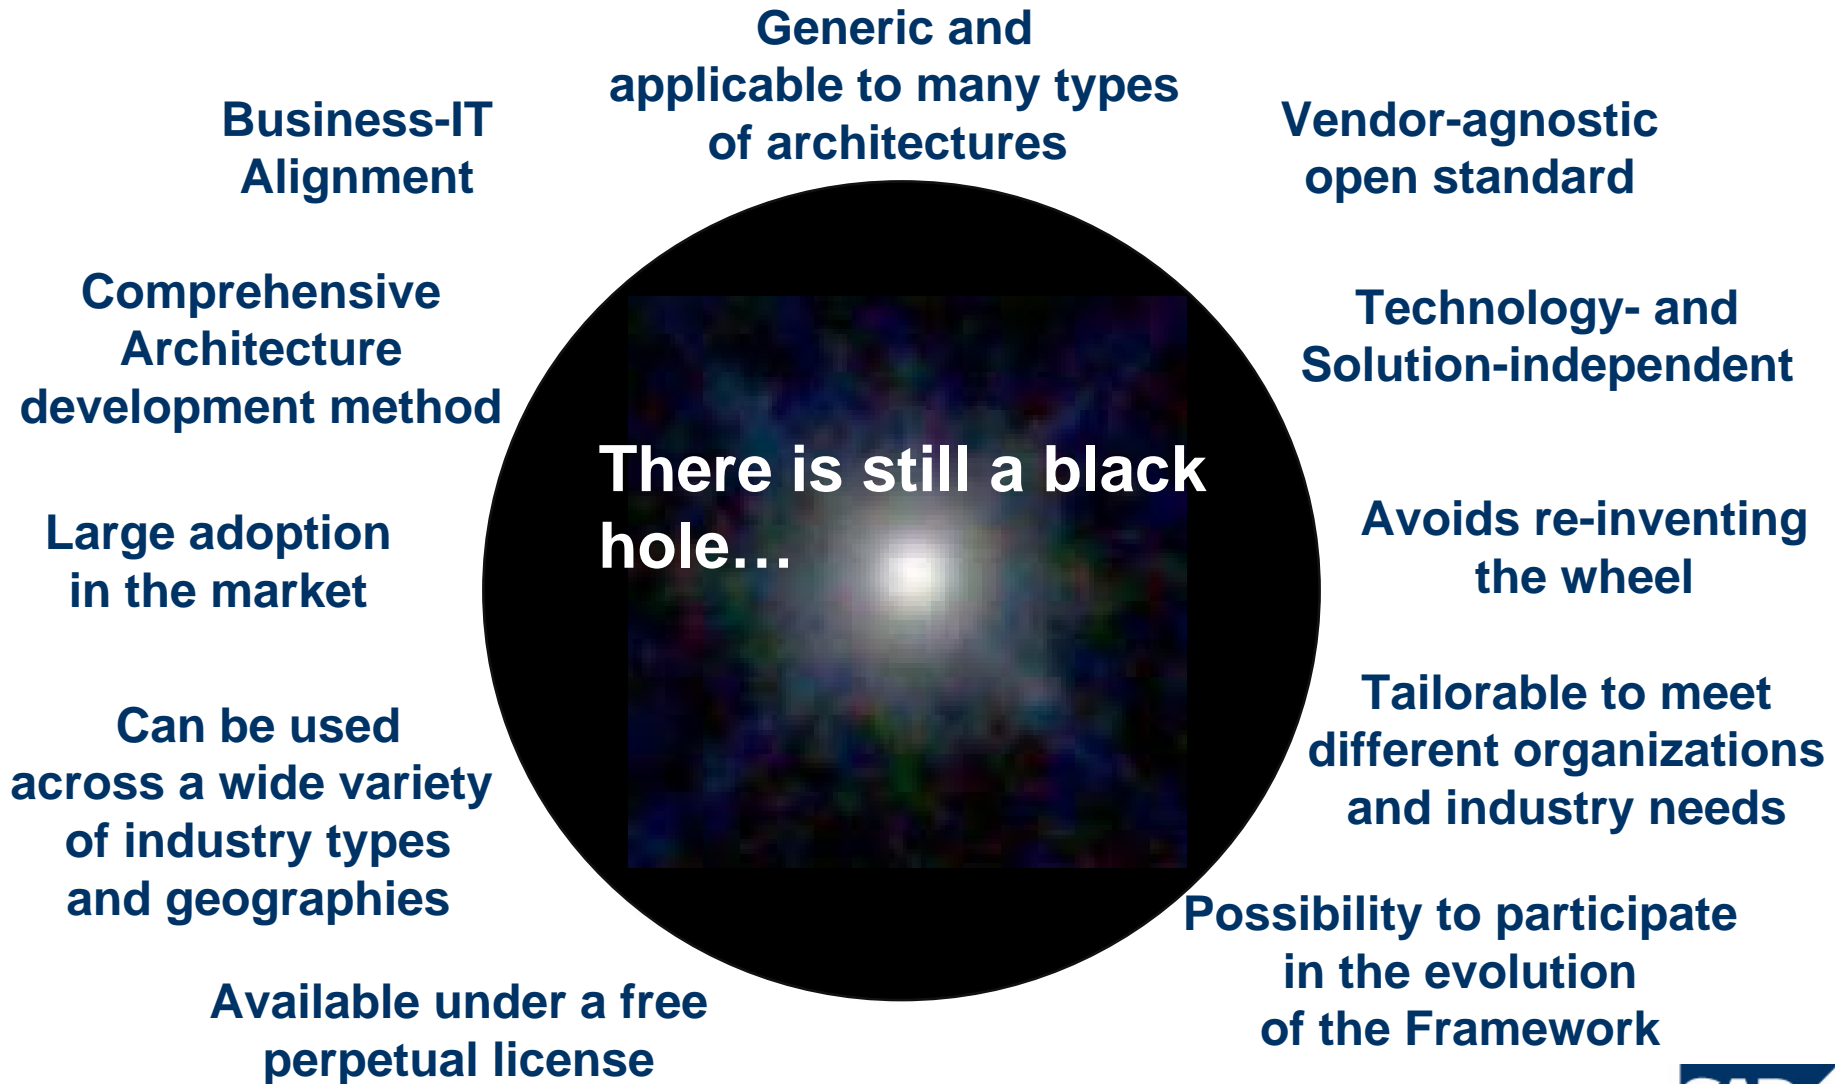 Generic and
applicable to many types
of architectures
Business-IT
Alignment
Vendor-agnostic
open standard
Comprehensive
Architecture
development method
Technology- and
Solution-independent
There is still a black
hole…
Large adoption
in the market
Avoids re-inventing
the wheel
Can be used
across a wide variety
of industry types
and geographies
Tailorable to meet
different organizations
and industry needs
Possibility to participate
in the evolution
of the Framework
Available under a free
perpetual license